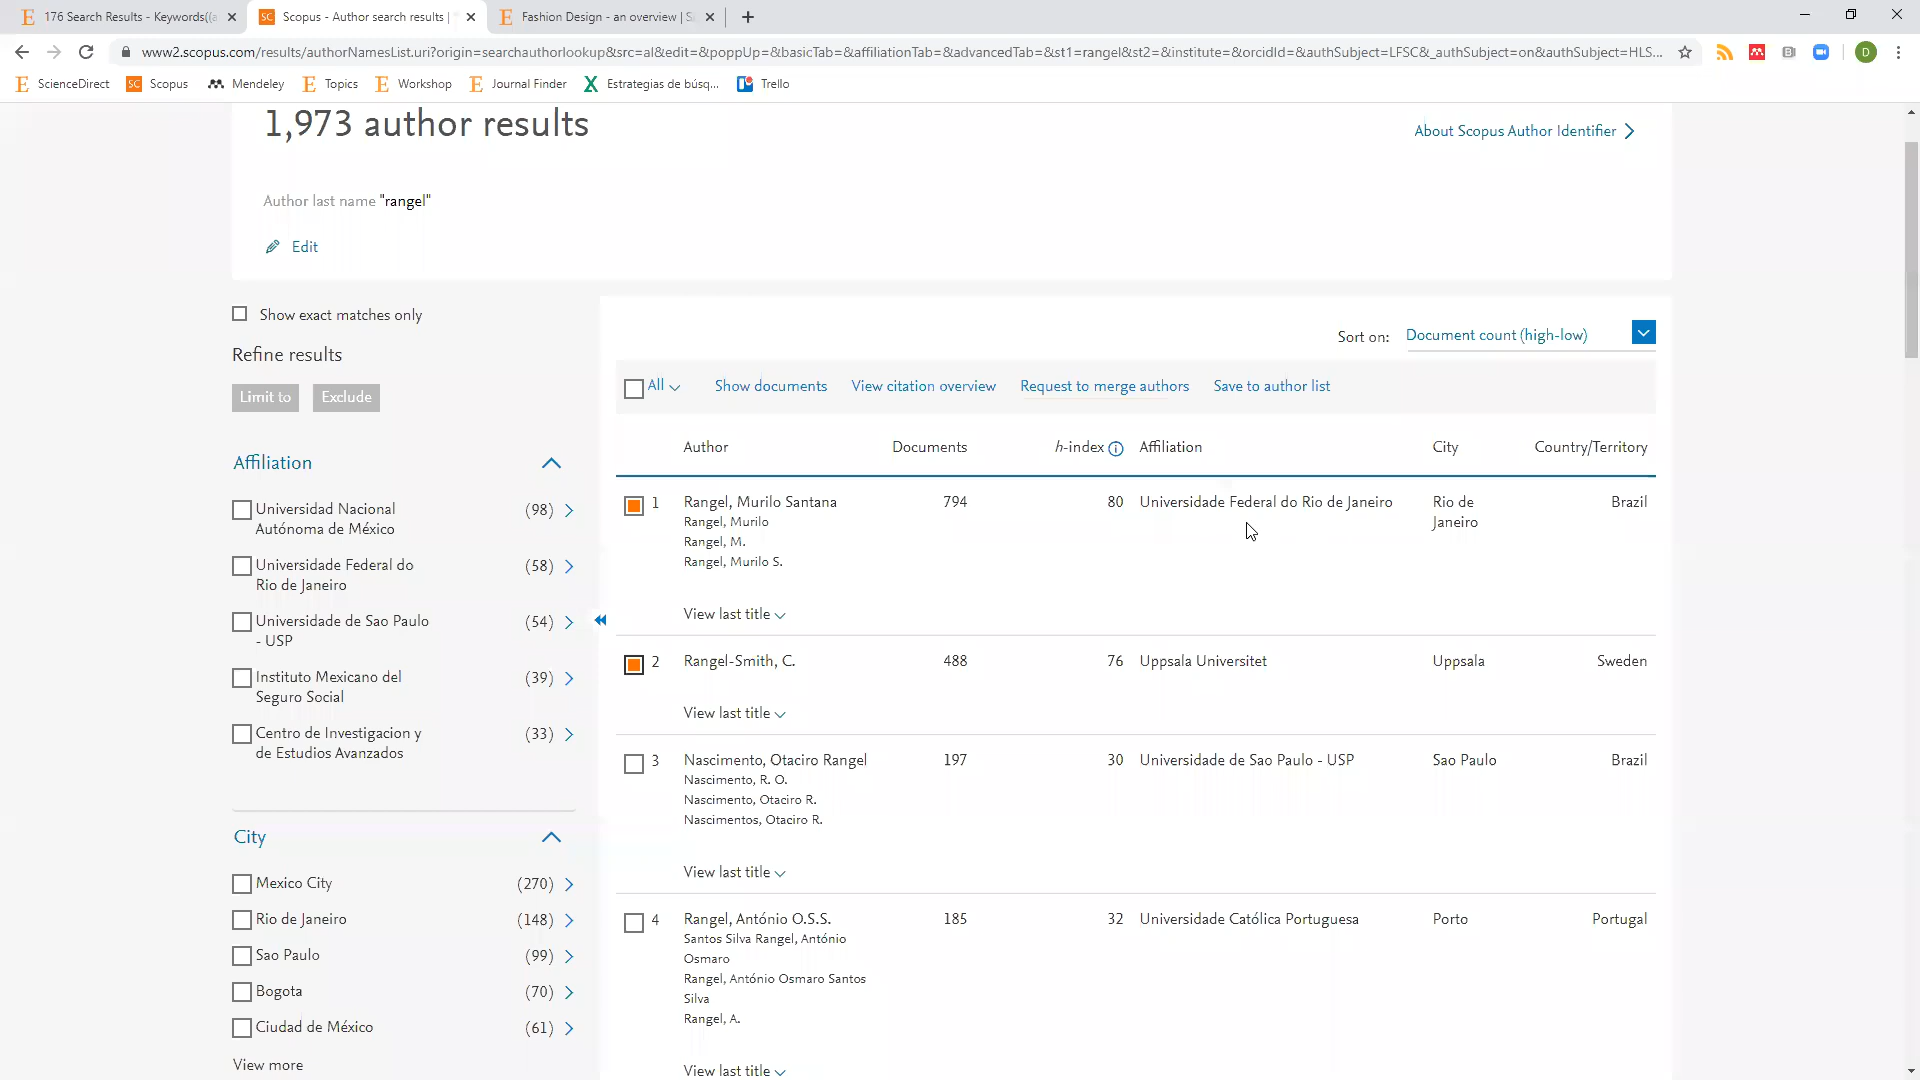 176 Search Results - Keywords((a
Scopus - Author search results |
Fashion Design - an overview | S
www2.scopus.com/results/authorNamesList.uri?origin=searchauthorlookup&src=al&edit=&poppUp=&basicTab=&affiliationTab=&advancedTab=&st1=rangel&st2=&institute=&orcidId=&authSubject=LFSC&_authSubject=on&authSubject=HLS...
D
ScienceDirect
Scopus
Mendeley
Topics
Workshop
Journal Finder
Estrategias de búsq...
Trello
1,973 author results
About Scopus Author Identifier
Author last name "rangel"
Edit
Show exact matches only
Refine results
Limit to
Exclude
Affiliation
Universidad Nacional
Autónoma de México
(98)
Universidade Federal do
Rio de Janeiro
(58)
Universidade de Sao Paulo
- USP
(54)
Instituto Mexicano del
Seguro Social
(39)
Centro de Investigacion y
de Estudios Avanzados
(33)
City
Mexico City (270)
Rio de Janeiro (148)
Sao Paulo (99)
Bogota (70)
Ciudad de México (61)
View more
Sort on: Document count (high-low)
All Show documents View citation overview Request to merge authors Save to author list
Author Documents h-index Affiliation City Country/Territory
1 Rangel, Murilo Santana 794 80 Universidade Federal do Rio de Janeiro Rio de Brazil
Rangel, Murilo Janeiro
Rangel, M.
Rangel, Murilo S.
View last title
2 Rangel-Smith, C. 488 76 Uppsala Universitet Uppsala Sweden
View last title
3 Nascimento, Otaciro Rangel 197 30 Universidade de Sao Paulo - USP Sao Paulo Brazil
Nascimento, R. O.
Nascimento, Otaciro R.
Nascimentos, Otaciro R.
View last title
4 Rangel, António O.S.S. 185 32 Universidade Católica Portuguesa Porto Portugal
Santos Silva Rangel, António
Osmaro
Rangel, António Osmaro Santos
Silva
Rangel, A.
View last title